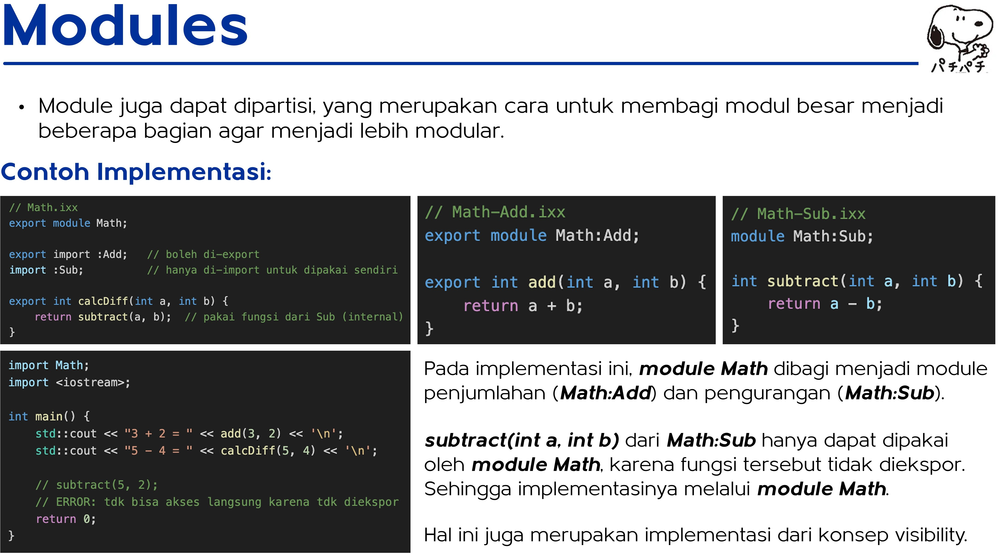 Modules
パチパチ
• Module juga dapat dipartisi, yang merupakan cara untuk membagi modul besar menjadi
beberapa bagian agar menjadi lebih modular.
Contoh Implementasi:
// Math.ixx
export module Math;
export import :Add;   // boleh di-export
import :Sub;          // hanya di-import untuk dipakai sendiri
export int calcDiff(int a, int b) {
    return subtract(a, b);  // pakai fungsi dari Sub (internal)
}
// Math-Add.ixx
export module Math:Add;
export int add(int a, int b) {
    return a + b;
}
// Math-Sub.ixx
module Math:Sub;
int subtract(int a, int b) {
    return a - b;
}
import Math;
import <iostream>;
int main() {
    std::cout << "3 + 2 = " << add(3, 2) << '\n';
    std::cout << "5 - 4 = " << calcDiff(5, 4) << '\n';
    // subtract(5, 2);
    // ERROR: tdk bisa akses langsung karena tdk diekspor
    return 0;
}
Pada implementasi ini, module Math dibagi menjadi module
penjumlahan (Math:Add) dan pengurangan (Math:Sub).
subtract(int a, int b) dari Math:Sub hanya dapat dipakai
oleh module Math, karena fungsi tersebut tidak diekspor.
Sehingga implementasinya melalui module Math.
Hal ini juga merupakan implementasi dari konsep visibility.